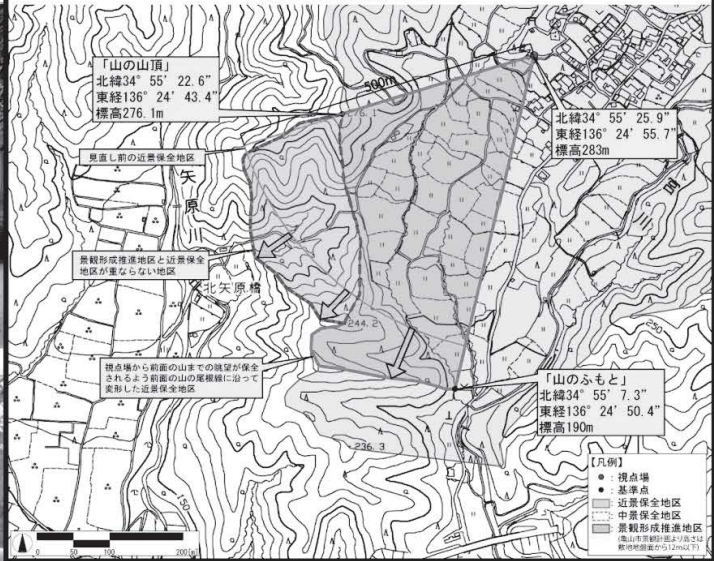 「山の山頂」
北緯34° 55’ 22.6”
東経136° 24’ 43.4”
標高276.1m
500m
276.1
北緯34° 55’ 25.9”
東経136° 24’ 55.7”
標高283m
見直し前の近景保全地区
矢原川
景観形成推進地区と近景保全
地区が重ならない地区
北矢原橋
244.2
視点場から前面の山までの眺望が保全
されるよう前面の山の尾根線に沿って
変形した近景保全地区
「山のふもと」
北緯34° 55’ 7.3”
東経136° 24’ 50.4”
標高190m
236.3
250
150
【凡例】
：視点場
：基準点
：近景保全地区
：中景保全地区
：景観形成推進地区
(亀山市景観計画より高さは
敷地地盤面から12m以下)
0 50 100 200(m)